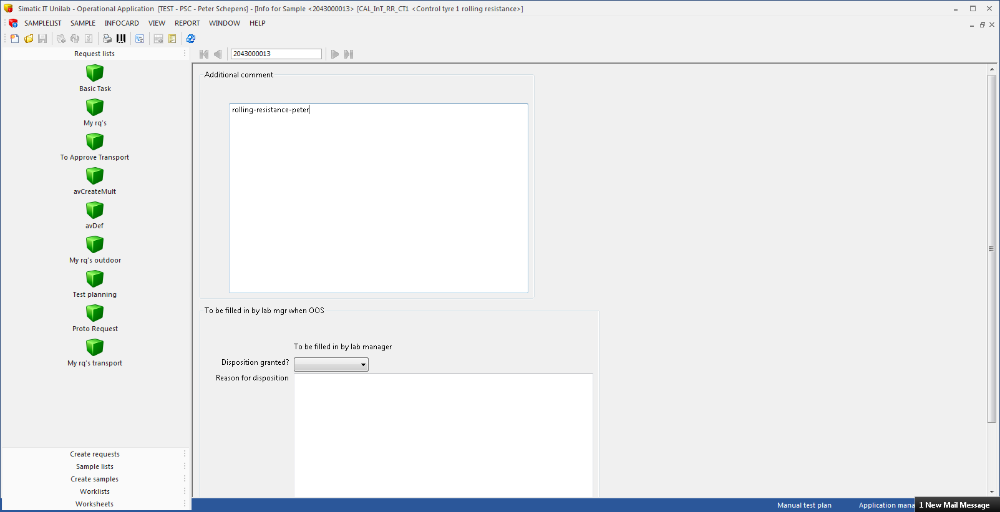 Simatic IT Unilab - Operational Application [TEST - PSC - Peter Schepens] - [Info for Sample <2043000013> [CAL_InT_RR_CT1 <Control tyre 1 rolling resistance>]
SAMPLELIST SAMPLE INFOCARD VIEW REPORT WINDOW HELP
Request lists
2043000013
Basic Task
My rq's
To Approve Transport
avCreateMult
avDef
My rq's outdoor
Test planning
Proto Request
My rq's transport
Create requests
Sample lists
Create samples
Worklists
Worksheets
Additional comment
rolling-resistance-peter
To be filled in by lab mgr when OOS
To be filled in by lab manager
Disposition granted?
Reason for disposition
Manual test plan Application mana
1 New Mail Message